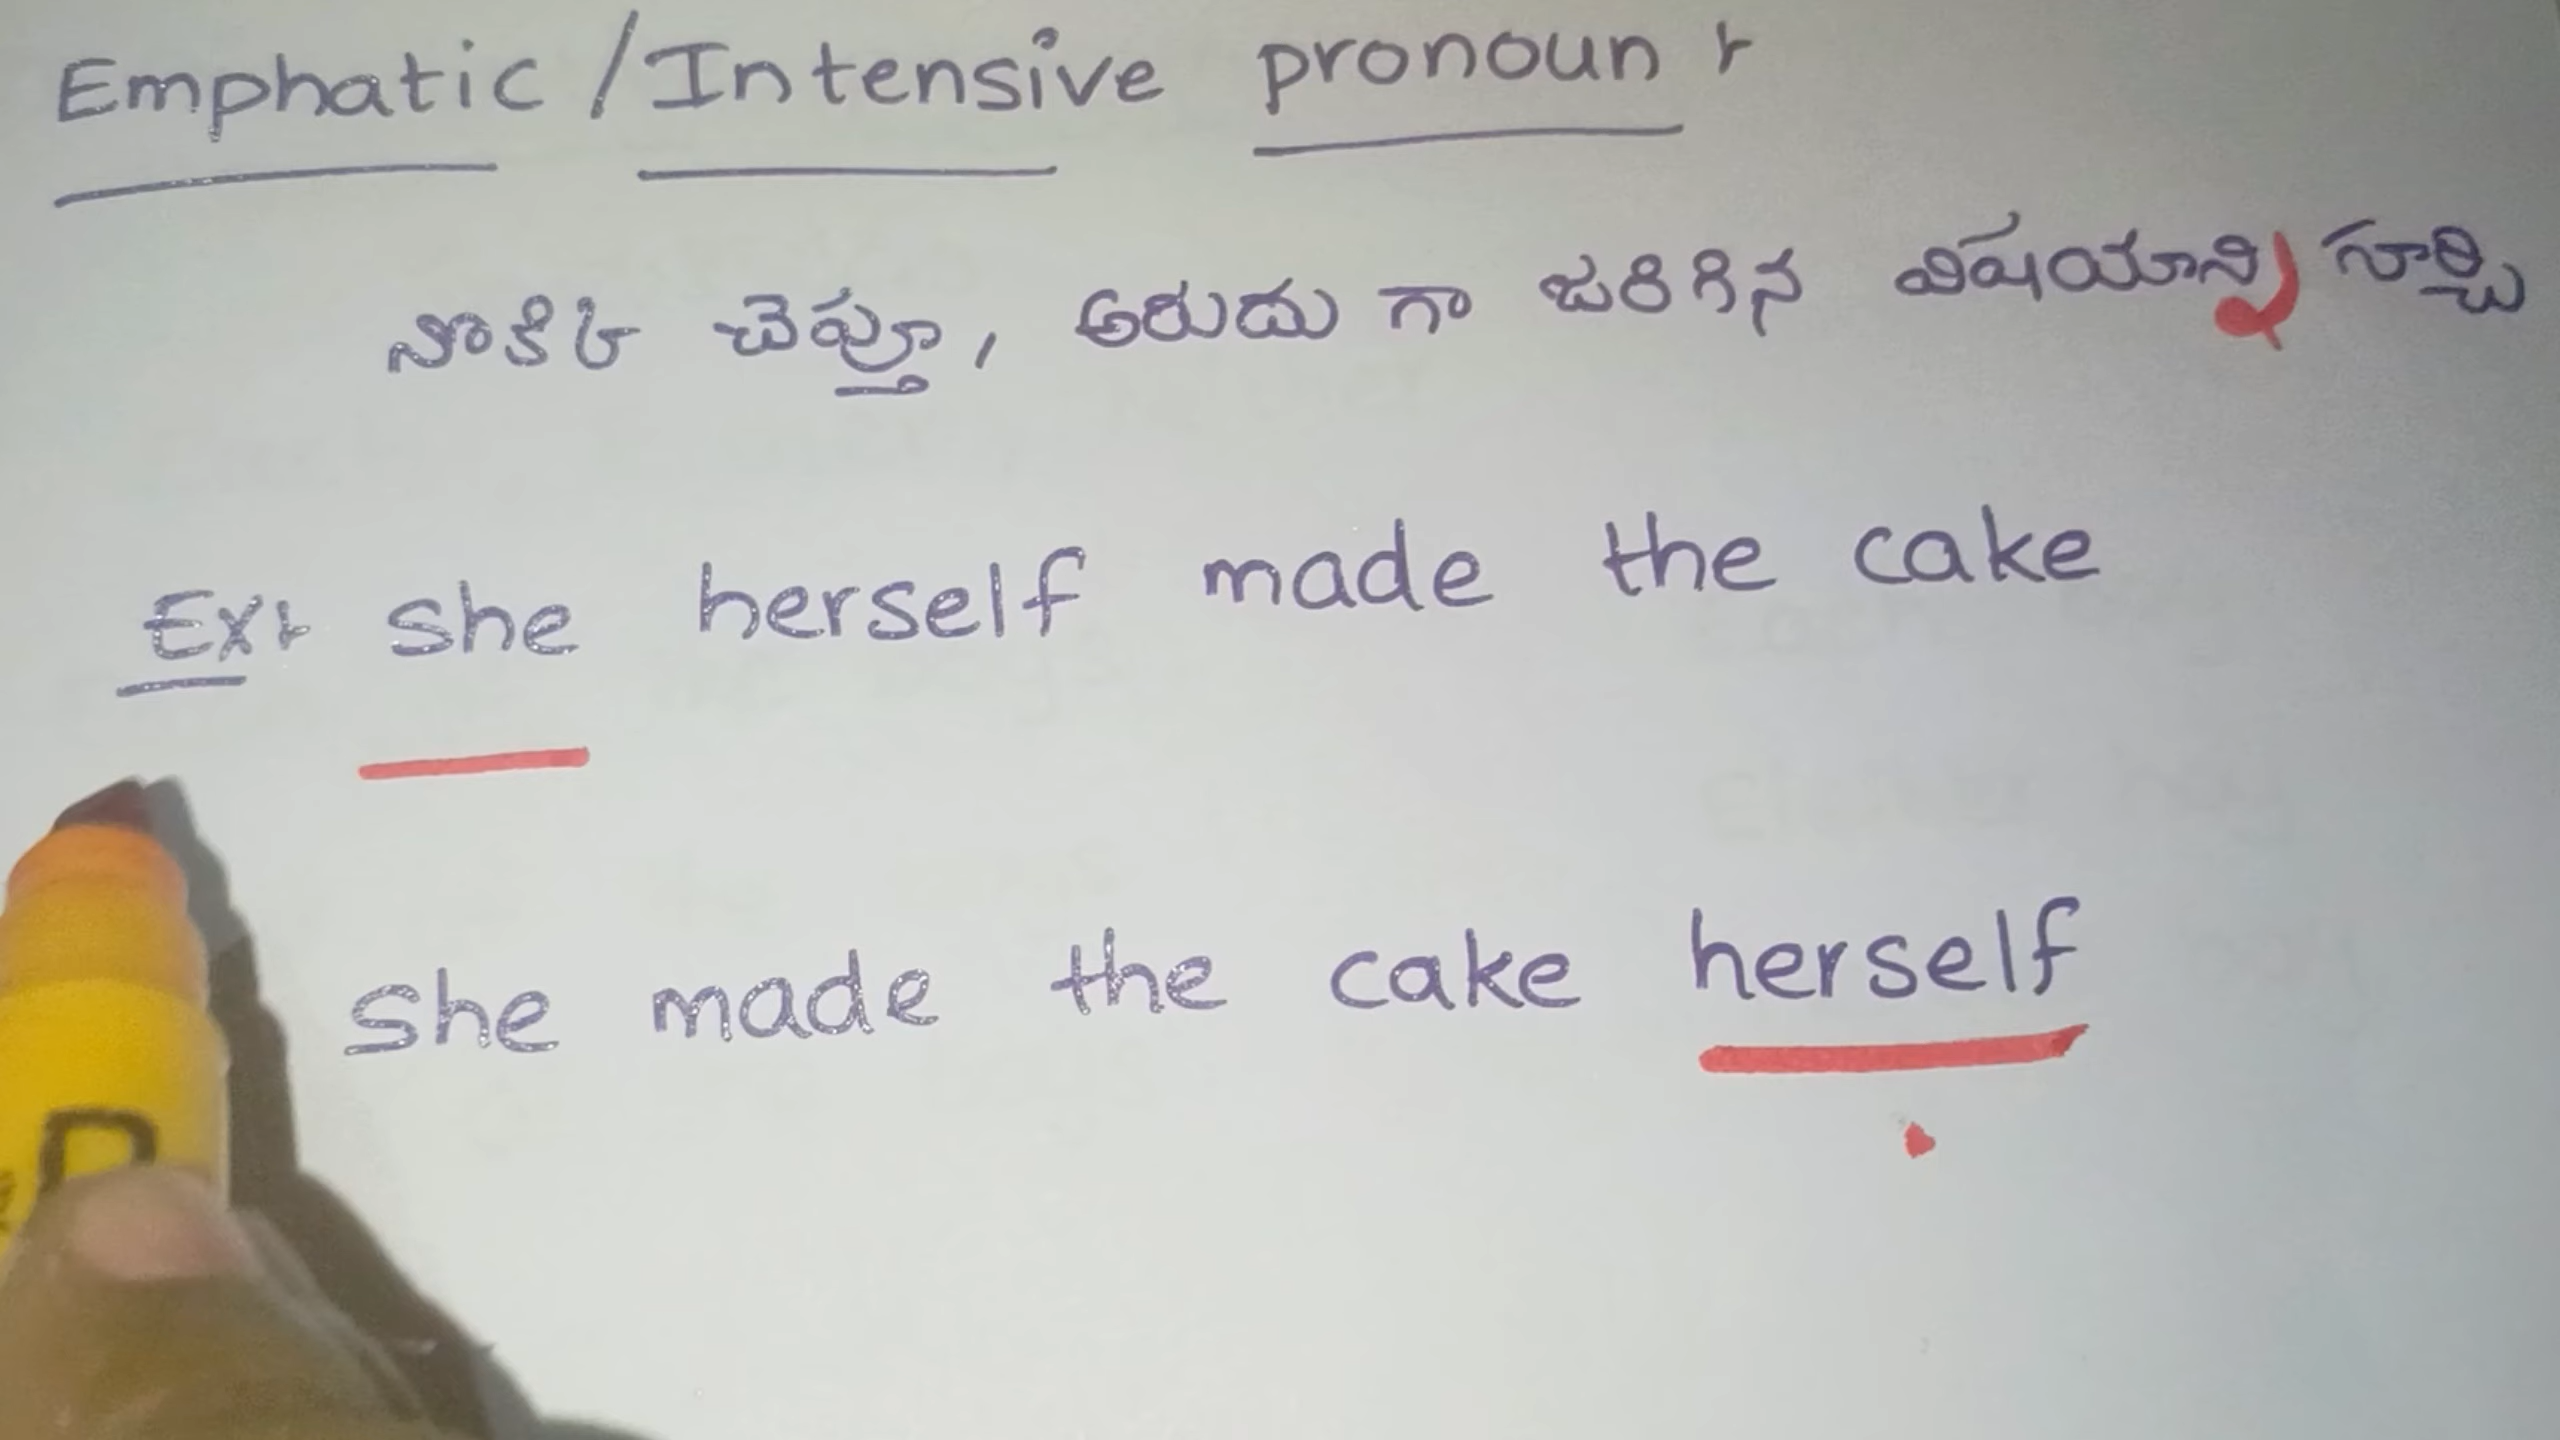 Emphatic / Intensive pronoun :-
నొకికి చెప్తూ, అరుదు గా జరిగిన విషయాన్ని సూర్చి
Ex:- she herself made the cake
she made the cake herself